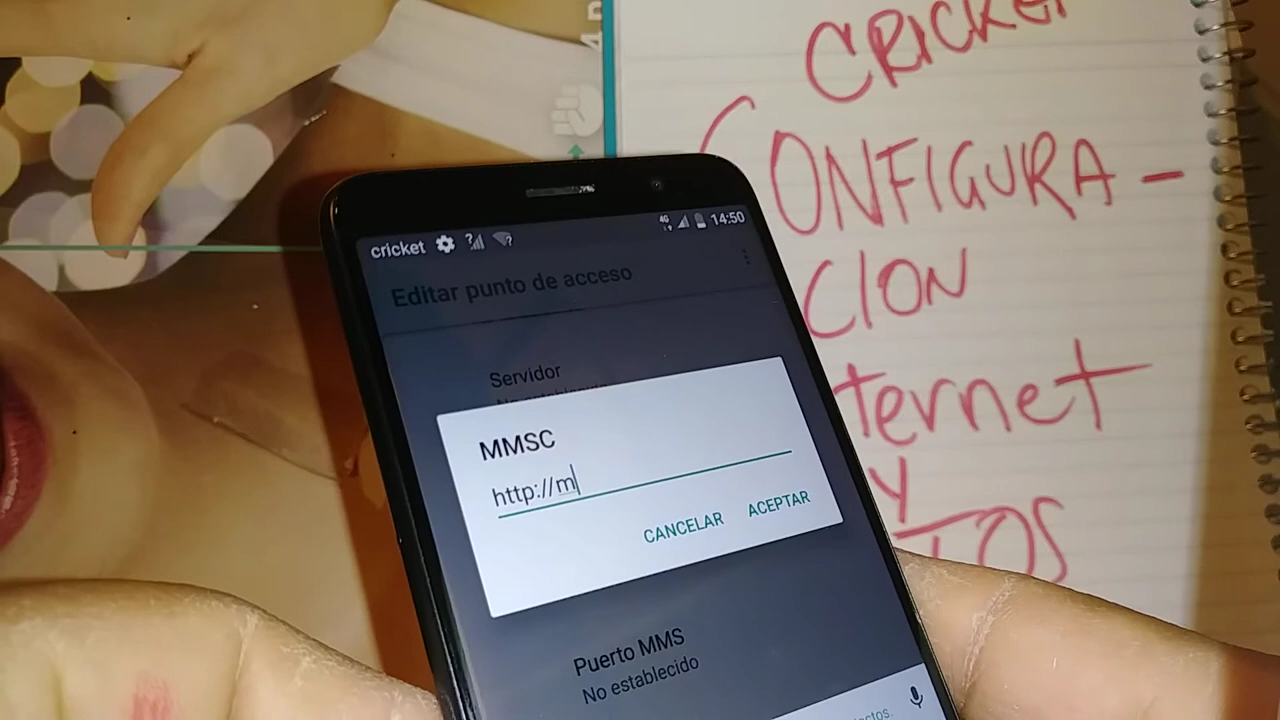 CRICKET
CONFIGURA -
CION
ternet
Y
TOS
cricket
14:50
4G
Editar punto de acceso
Servidor
MMSC
http://m
CANCELAR
ACEPTAR
Puerto MMS
No establecido